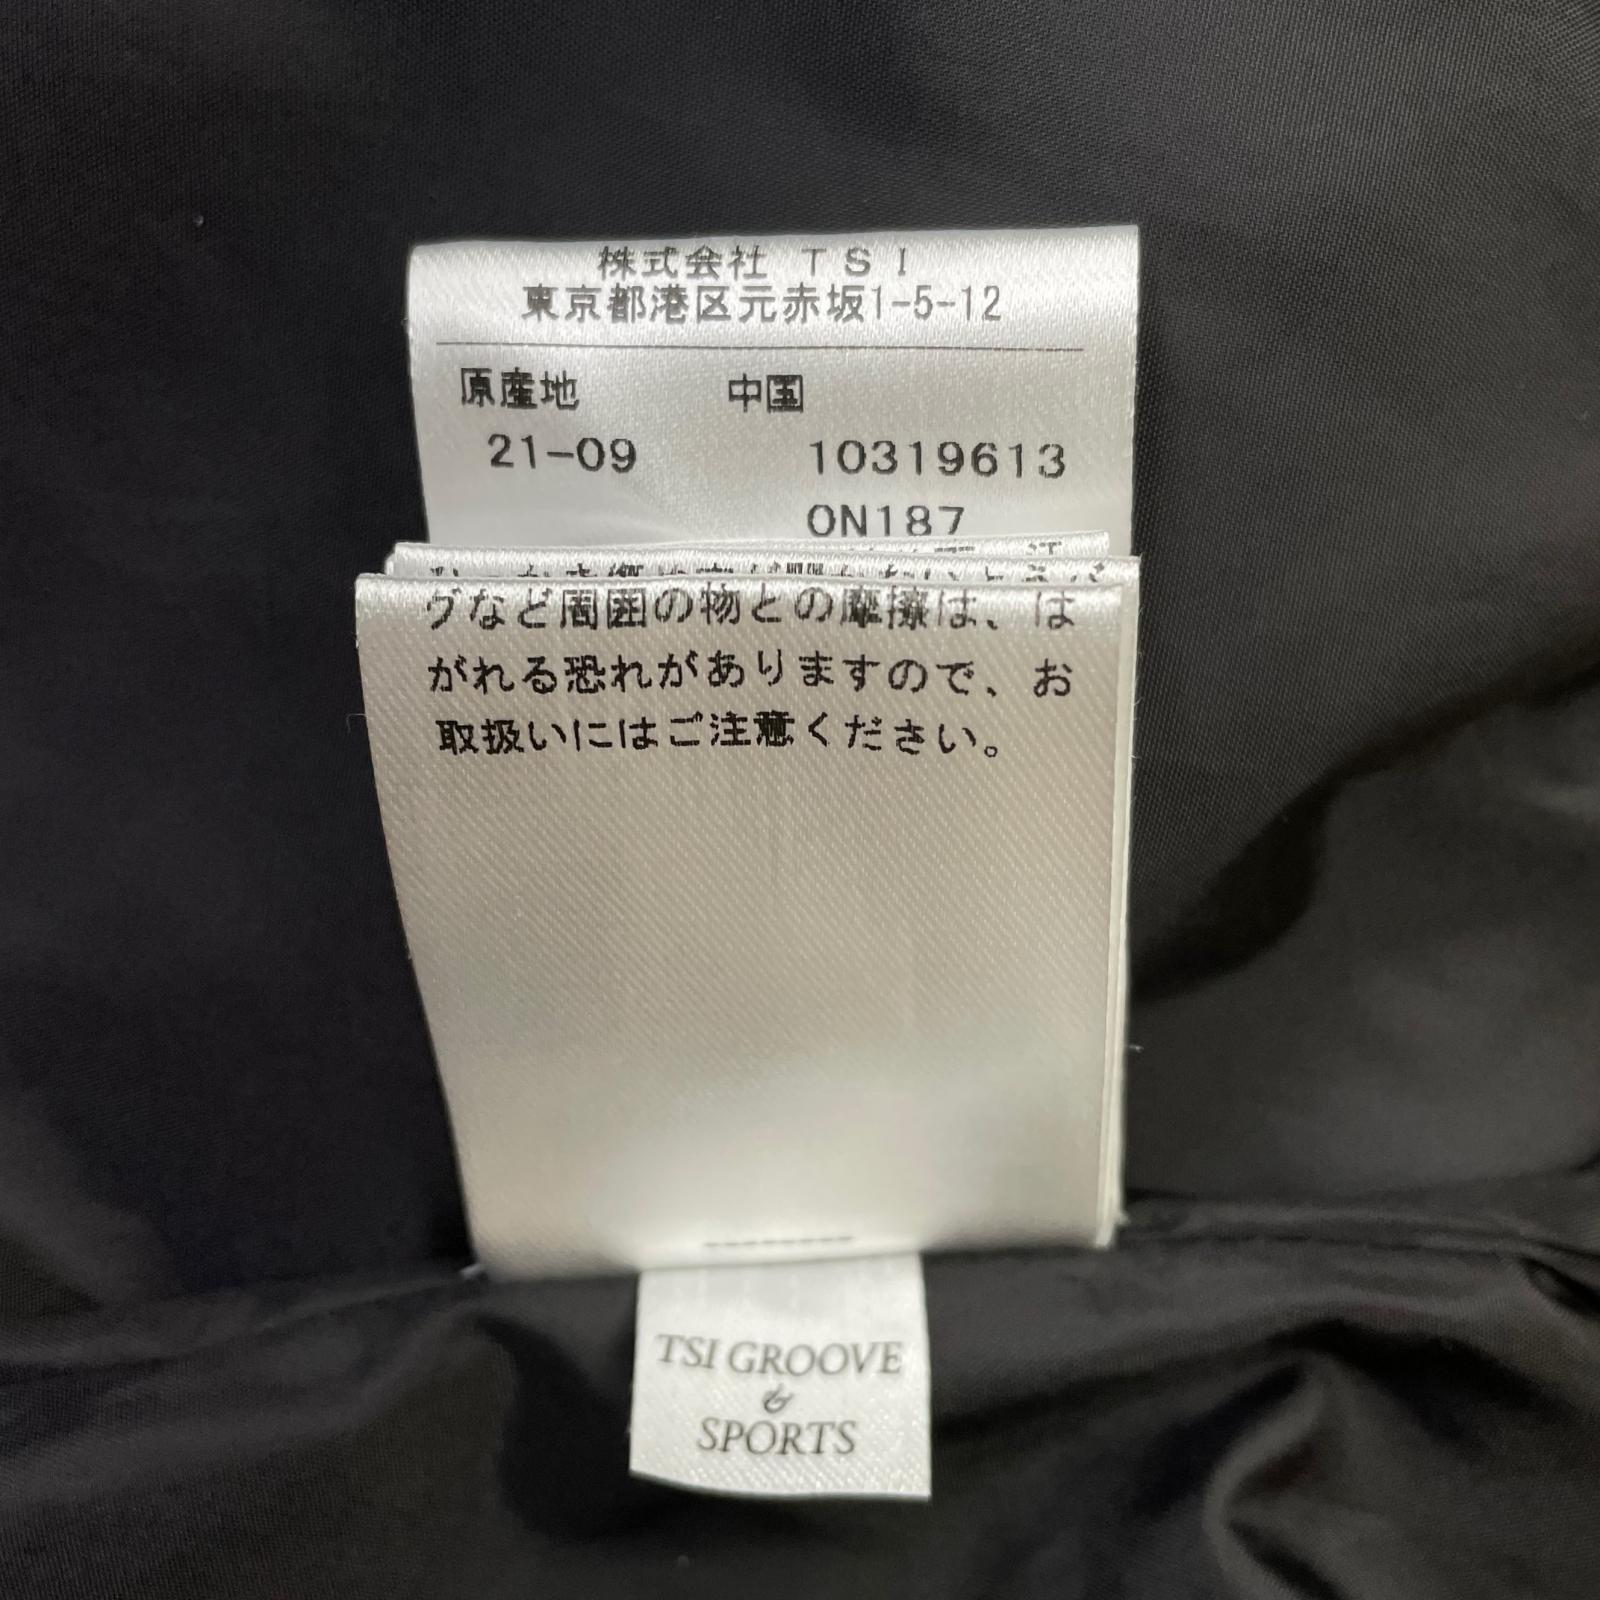 株式会社 TSI
東京都港区元赤坂1-5-12
原産地 中国
21-09 10319613
0N187
グなど周囲の物との摩擦は、は
がれる恐れがありますので、お
取扱いにはご注意ください。
TSI GROOVE
&
SPORTS